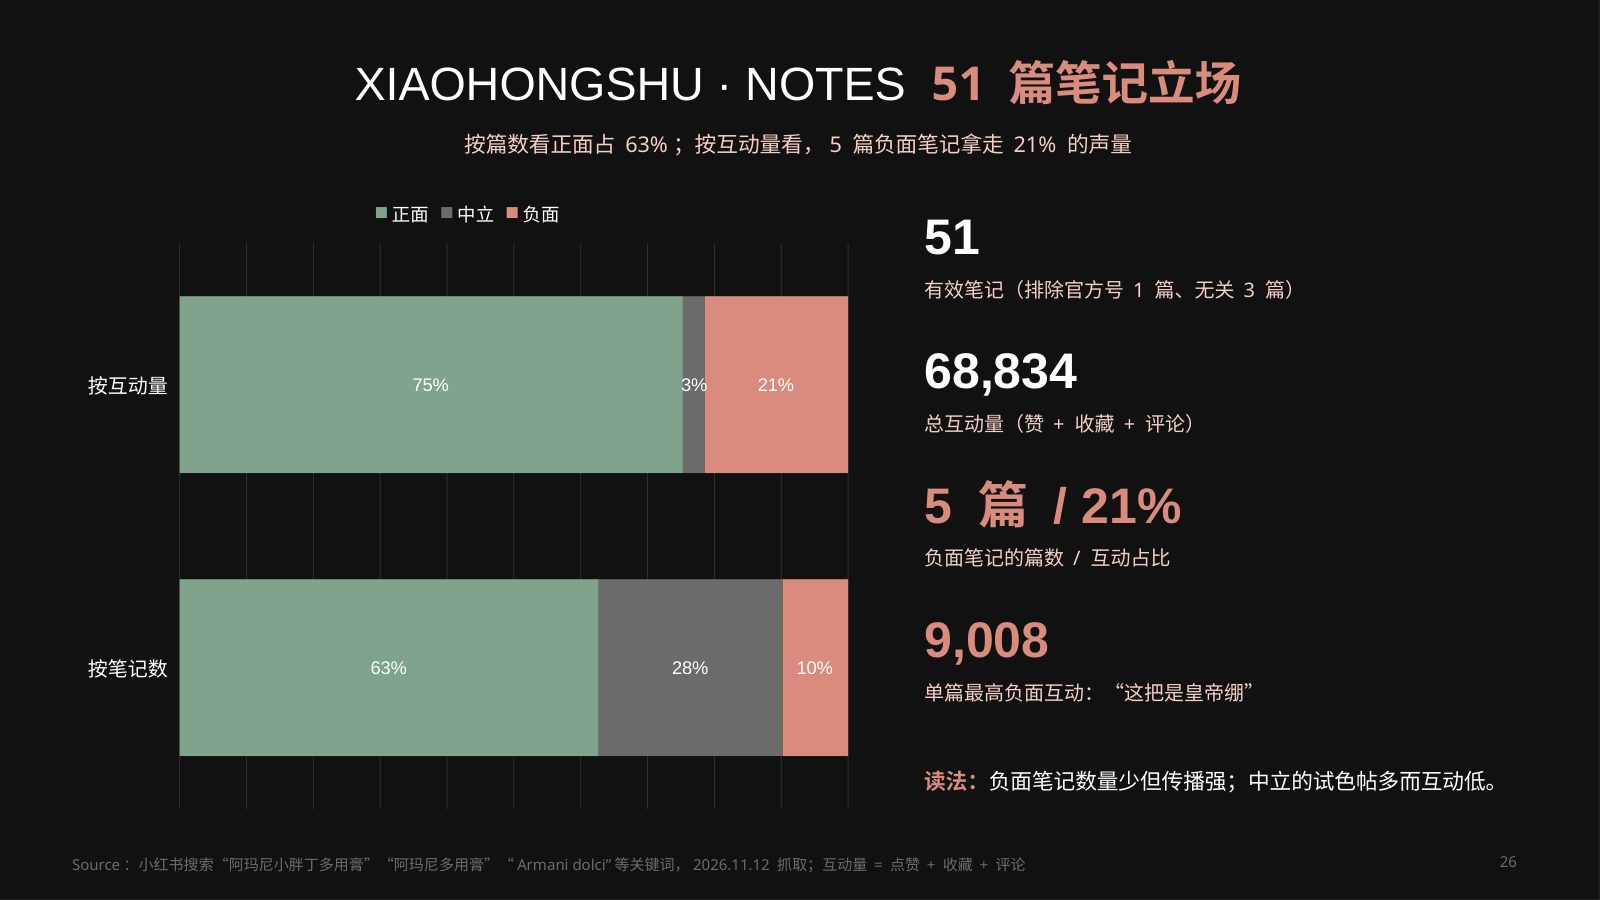 XIAOHONGSHU · NOTES 51 篇笔记立场
按篇数看正面占 63%；按互动量看，5 篇负面笔记拿走 21% 的声量
正面 中立 负面
按互动量 75% 3% 21%
按笔记数 63% 28% 10%
51
有效笔记（排除官方号 1 篇、无关 3 篇）
68,834
总互动量（赞 + 收藏 + 评论）
5 篇 / 21%
负面笔记的篇数 / 互动占比
9,008
单篇最高负面互动：“这把是皇帝绷”
读法：负面笔记数量少但传播强；中立的试色帖多而互动低。
Source：小红书搜索“阿玛尼小胖丁多用膏”“阿玛尼多用膏”“Armani dolci”等关键词，2026.11.12 抓取；互动量 = 点赞 + 收藏 + 评论
26